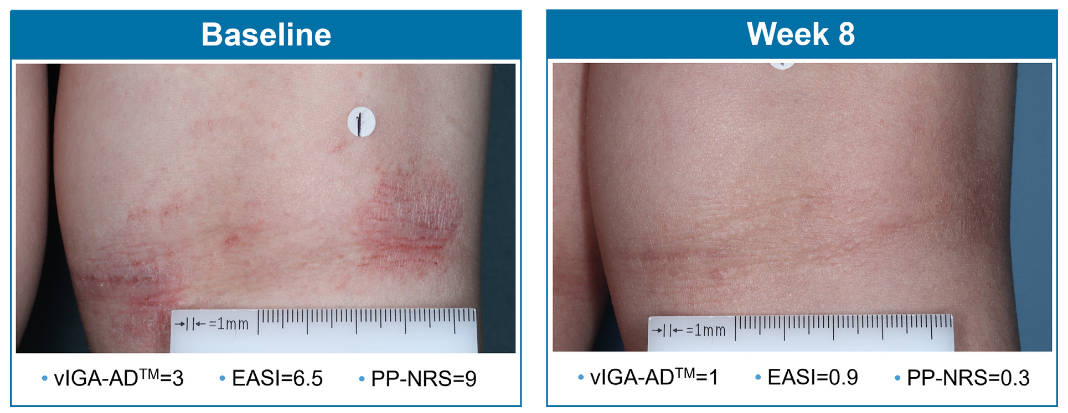 Baseline
=1mm
• vIGA-AD™=3 • EASI=6.5 • PP-NRS=9
Week 8
=1mm
• vIGA-AD™=1 • EASI=0.9 • PP-NRS=0.3